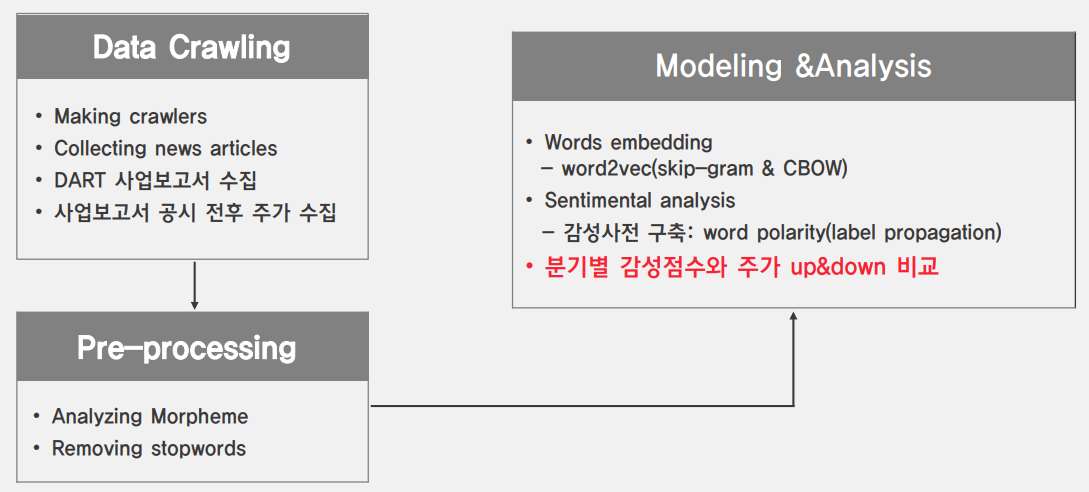 Data Crawling
• Making crawlers
• Collecting news articles
• DART 사업보고서 수집
• 사업보고서 공시 전후 주가 수집
Pre-processing
• Analyzing Morpheme
• Removing stopwords
Modeling &Analysis
• Words embedding
- word2vec(skip-gram & CBOW)
• Sentimental analysis
- 감성사전 구축: word polarity(label propagation)
• 분기별 감성점수와 주가 up&down 비교